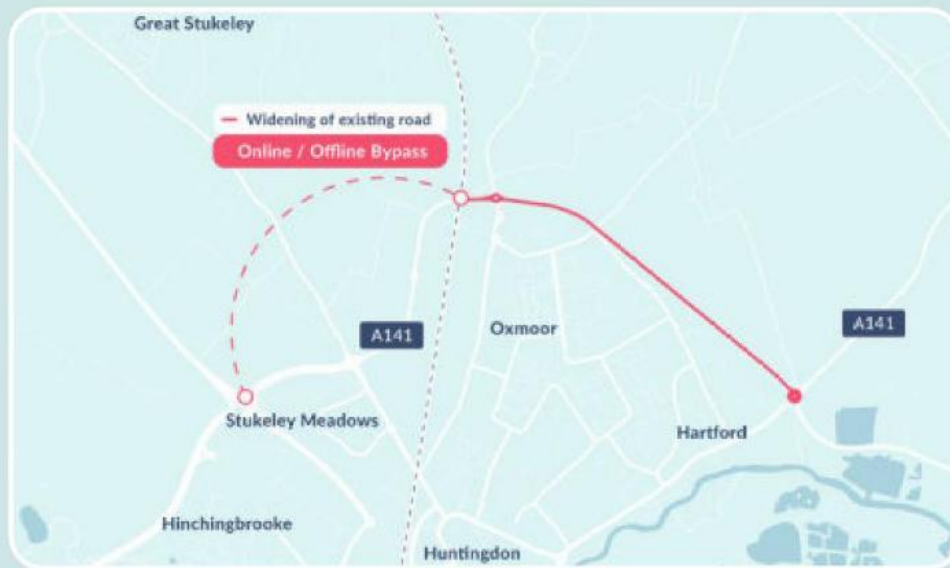 Great Stukeley
Widening of existing road
Online / Offline Bypass
A141
A141
Oxmoor
Stukeley Meadows
Hartford
Hinchingbrooke
Huntingdon